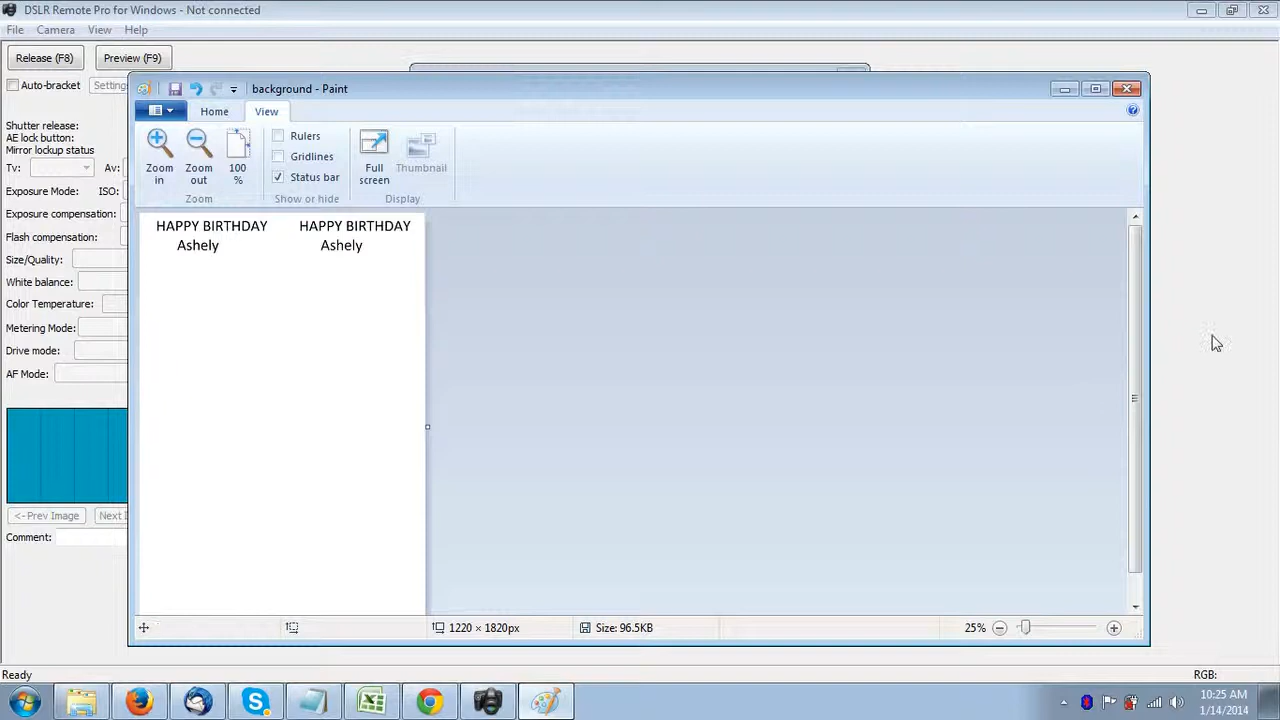 DSLR Remote Pro for Windows - Not connected
File Camera View Help
Release (F8) Preview (F9)
Auto-bracket Settings
background - Paint
Home View
Shutter release:
AE lock button:
Mirror lockup status
Tv: Av:
Exposure Mode: ISO:
Exposure compensation:
Flash compensation:
Size/Quality:
White balance:
Color Temperature:
Metering Mode:
Drive mode:
AF Mode:
<- Prev Image Next I
Comment:
Zoom in
Zoom out
100 %
Zoom
Rulers
Gridlines
Status bar
Show or hide
Full screen
Thumbnail
Display
HAPPY BIRTHDAY HAPPY BIRTHDAY
Ashely Ashely
1220 × 1820px Size: 96.5KB 25%
Ready RGB:
10:25 AM
1/14/2014